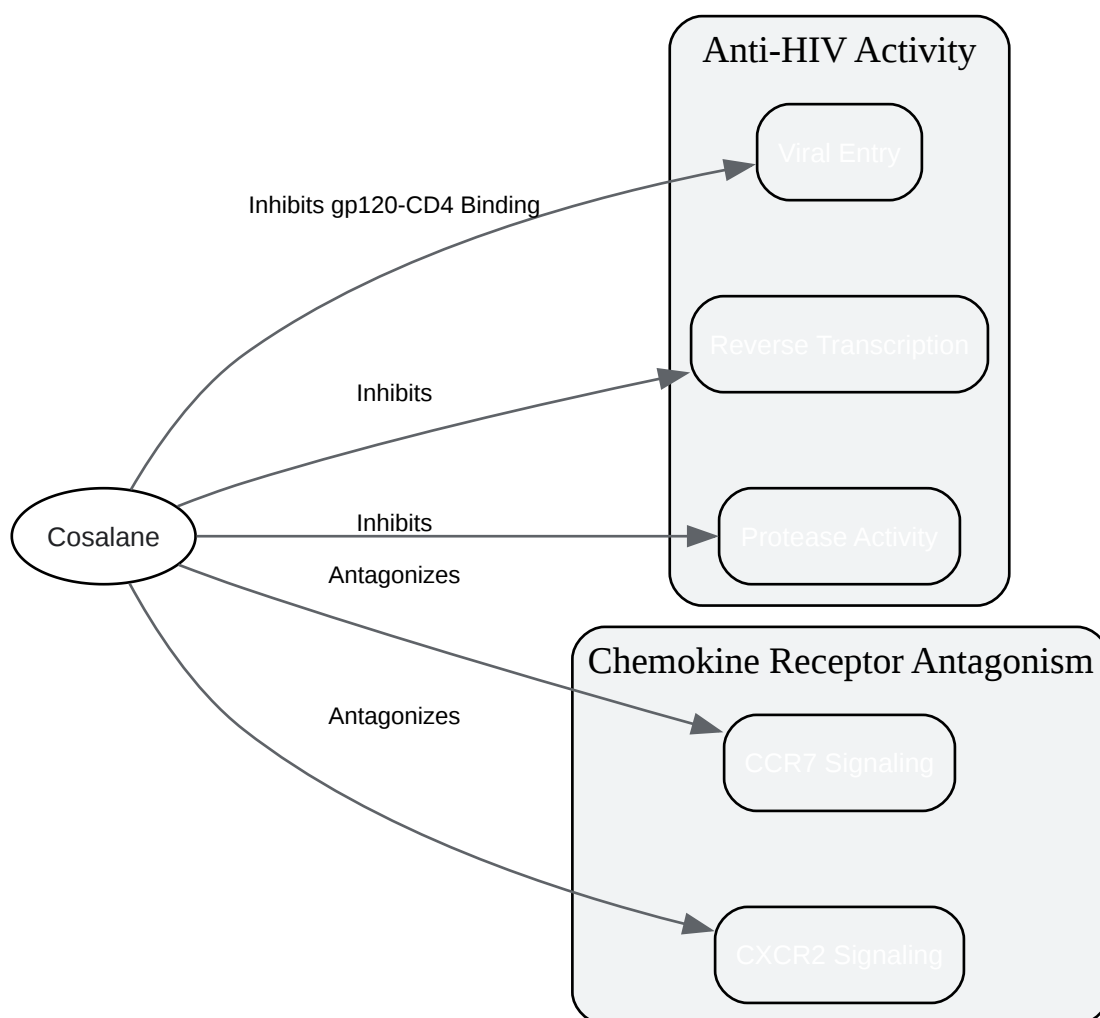 Anti-HIV Activity
Viral Entry
Inhibits gp120-CD4 Binding
Reverse Transcription
Inhibits
Cosalane
Inhibits
Protease Activity
Antagonizes
Chemokine Receptor Antagonism
Antagonizes
CCR7 Signaling
CXCR2 Signaling